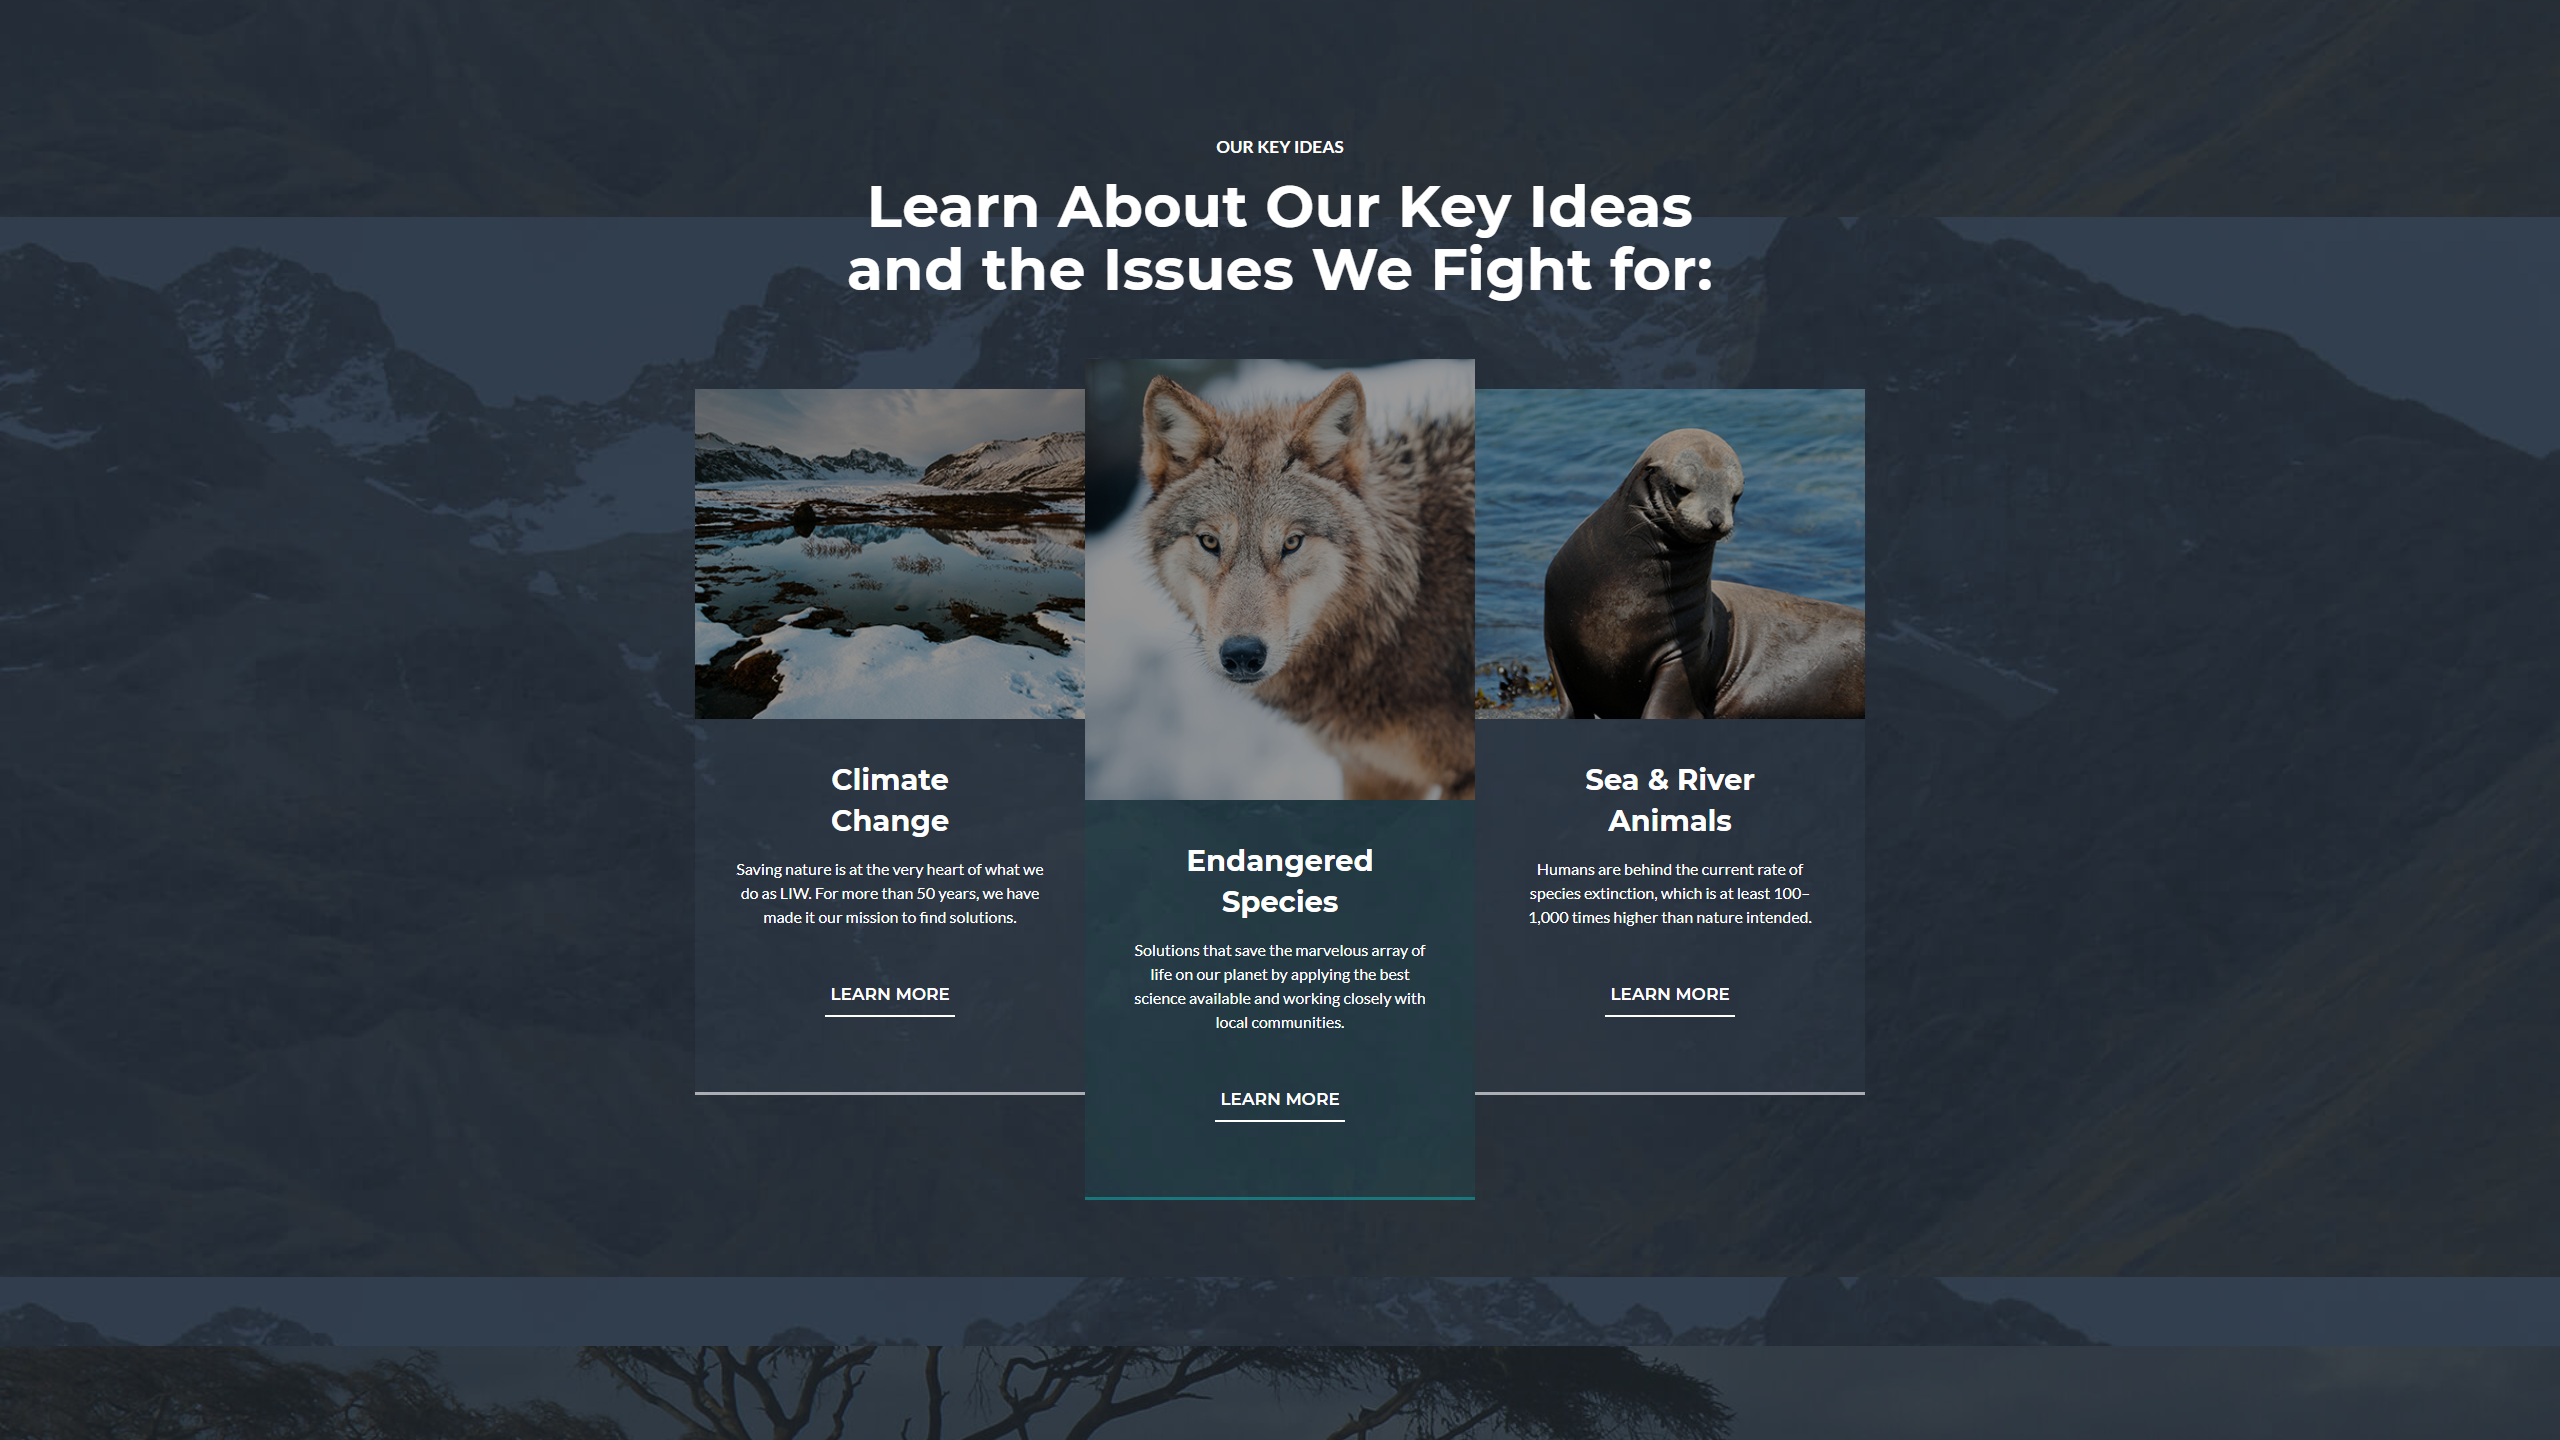 OUR KEY IDEAS
Learn About Our Key Ideas
and the Issues We Fight for:
Climate
Change
Saving nature is at the very heart of what we
do as LIW. For more than 50 years, we have
made it our mission to find solutions.
LEARN MORE
Endangered
Species
Solutions that save the marvelous array of
life on our planet by applying the best
science available and working closely with
local communities.
LEARN MORE
Sea & River
Animals
Humans are behind the current rate of
species extinction, which is at least 100–
1,000 times higher than nature intended.
LEARN MORE